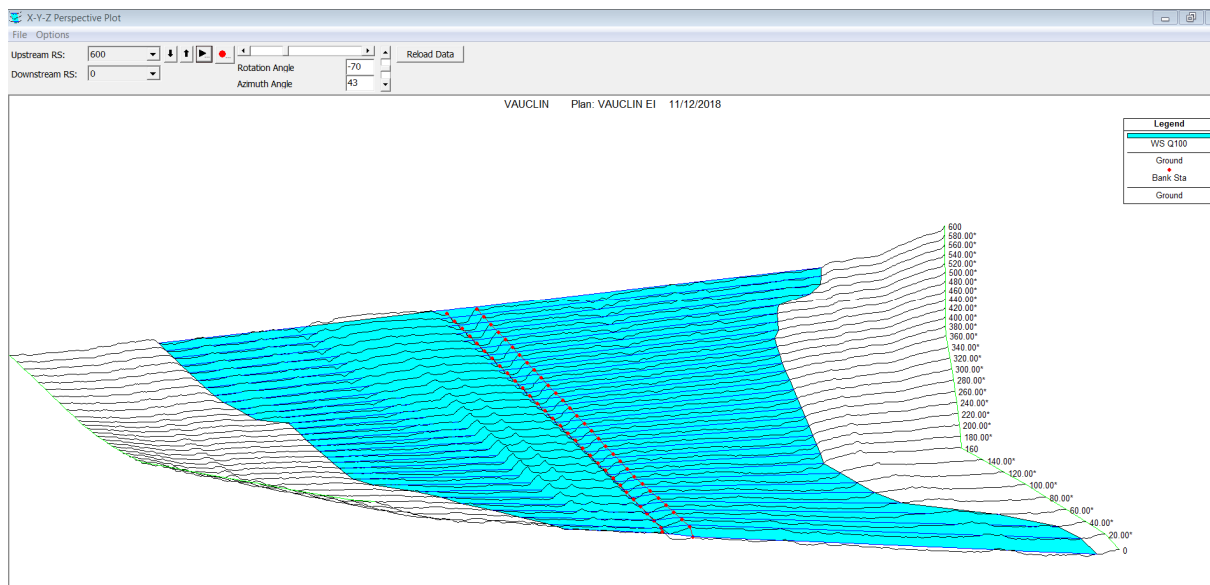 X-Y-Z Perspective Plot
File Options
Upstream RS: 600
Downstream RS: 0
Rotation Angle -70
Azimuth Angle 43
Reload Data
VAUCLIN Plan: VAUCLIN EI 11/12/2018
Legend
WS Q100
Ground
Bank Sta
Ground
600
580.00*
560.00*
540.00*
520.00*
500.00*
480.00*
460.00*
440.00*
420.00*
400.00*
380.00*
360.00*
340.00*
320.00*
300.00*
280.00*
260.00*
240.00*
220.00*
200.00*
180.00*
160
140.00*
120.00*
100.00*
80.00*
60.00*
40.00*
20.00*
0